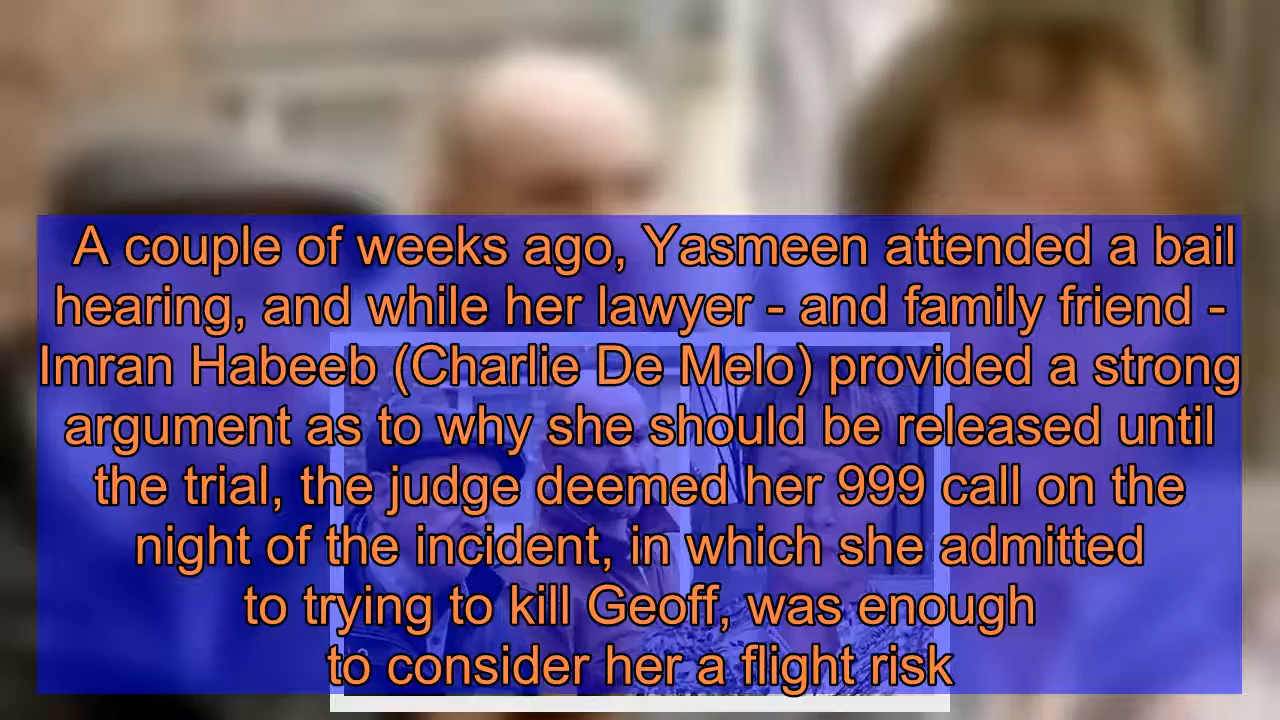 A couple of weeks ago, Yasmeen attended a bail
hearing, and while her lawyer - and family friend -
Imran Habeeb (Charlie De Melo) provided a strong
argument as to why she should be released until
the trial, the judge deemed her 999 call on the
night of the incident, in which she admitted
to trying to kill Geoff, was enough
to consider her a flight risk